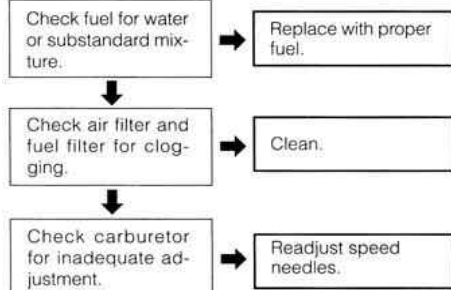 Check fuel for water
or substandard mix-
ture.
Replace with proper
fuel.
Check air filter and
fuel filter for clog-
ging.
Clean.
Check carburetor
for inadequate ad-
justment.
Readjust speed
needles.